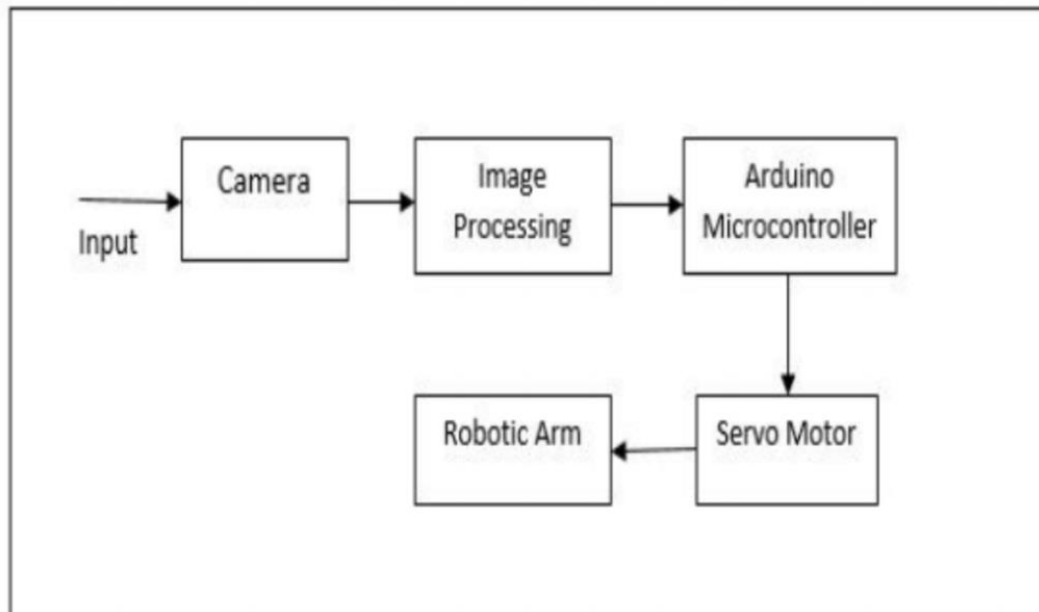 Input
Camera
Image
Processing
Arduino
Microcontroller
Servo Motor
Robotic Arm